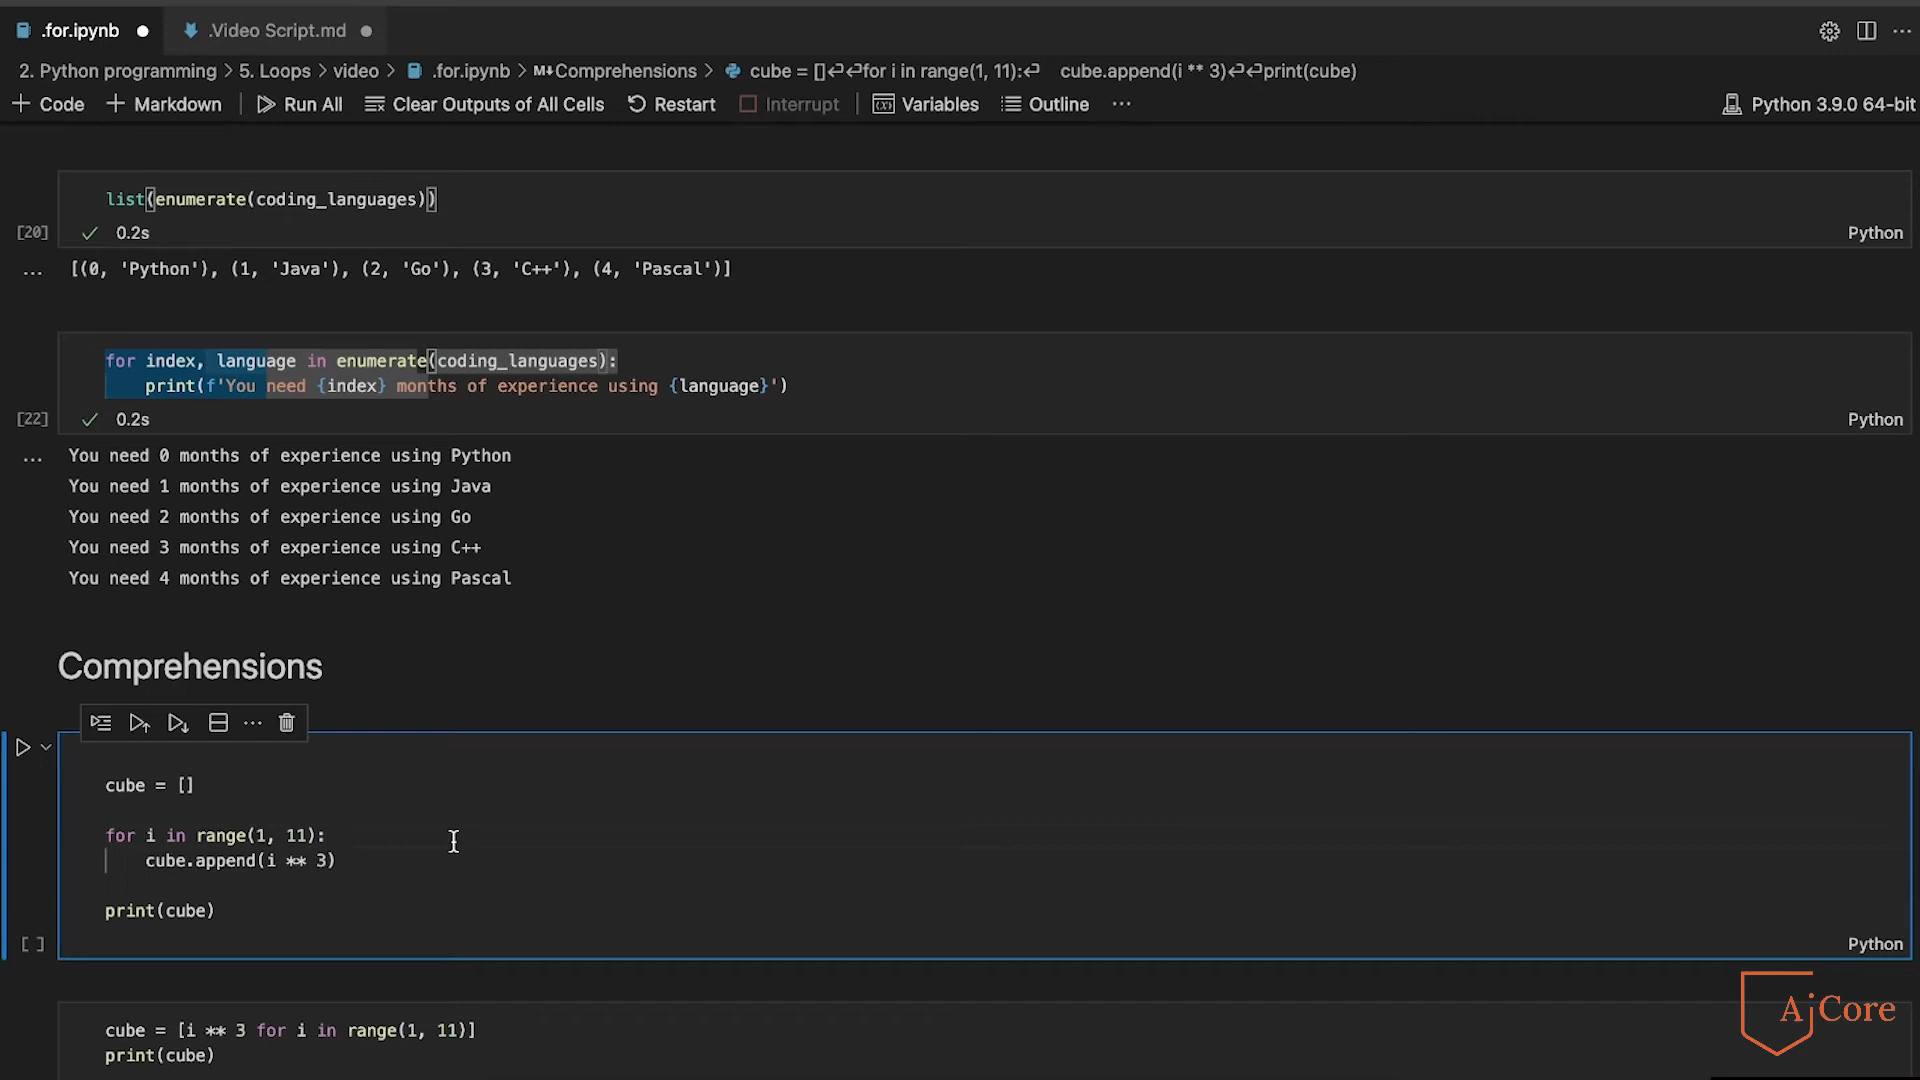 .for.ipynb
.Video Script.md
2. Python programming > 5. Loops > video > .for.ipynb > M↓Comprehensions > cube = []↵↵for i in range(1, 11):↵    cube.append(i ** 3)↵↵print(cube)
+ Code + Markdown | Run All Clear Outputs of All Cells Restart Interrupt | Variables Outline ···
Python 3.9.0 64-bit
list(enumerate(coding_languages))
[20] ✓ 0.2s
Python
... [(0, 'Python'), (1, 'Java'), (2, 'Go'), (3, 'C++'), (4, 'Pascal')]
for index, language in enumerate(coding_languages):
    print(f'You need {index} months of experience using {language}')
[22] ✓ 0.2s
Python
... You need 0 months of experience using Python
You need 1 months of experience using Java
You need 2 months of experience using Go
You need 3 months of experience using C++
You need 4 months of experience using Pascal
Comprehensions
cube = []
for i in range(1, 11):
    cube.append(i ** 3)
print(cube)
[ ]
Python
cube = [i ** 3 for i in range(1, 11)]
print(cube)
AiCore